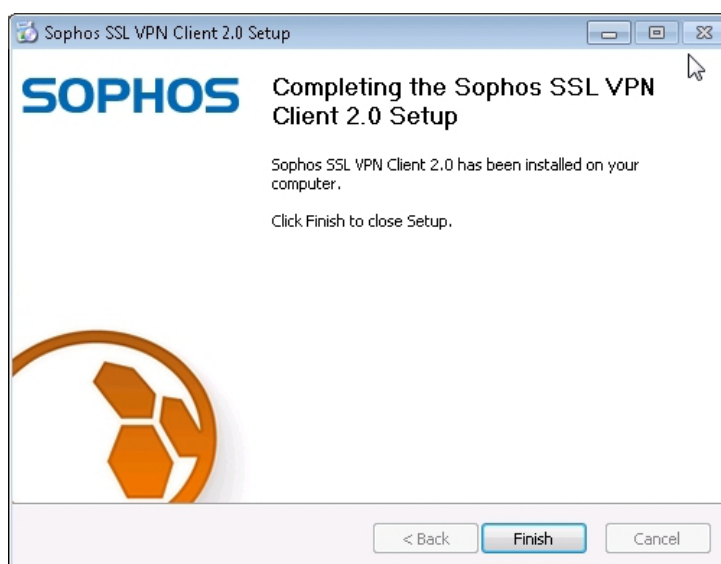 Sophos SSL VPN Client 2.0 Setup
SOPHOS
Completing the Sophos SSL VPN
Client 2.0 Setup
Sophos SSL VPN Client 2.0 has been installed on your
computer.
Click Finish to close Setup.
< Back
Finish
Cancel